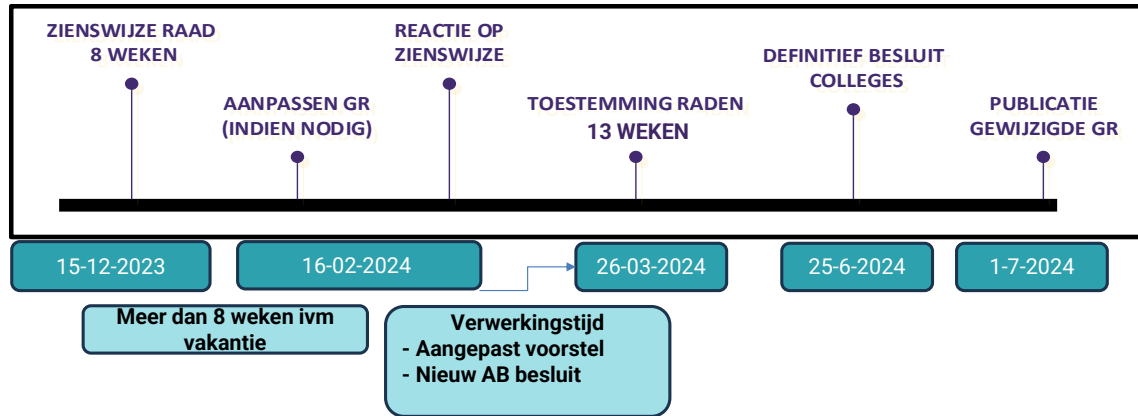 ZIENSWIJZE RAAD
8 WEKEN
AANPASSEN GR
(INDIEN NODIG)
REACTIE OP
ZIENSWIJZE
TOESTEMMING RADEN
13 WEKEN
DEFINITIEF BESLUIT
COLLEGES
PUBLICATIE
GEWIJZIGDE GR
15-12-2023
16-02-2024
26-03-2024
25-6-2024
1-7-2024
Meer dan 8 weken ivm
vakantie
Verwerkingstijd
- Aangepast voorstel
- Nieuw AB besluit